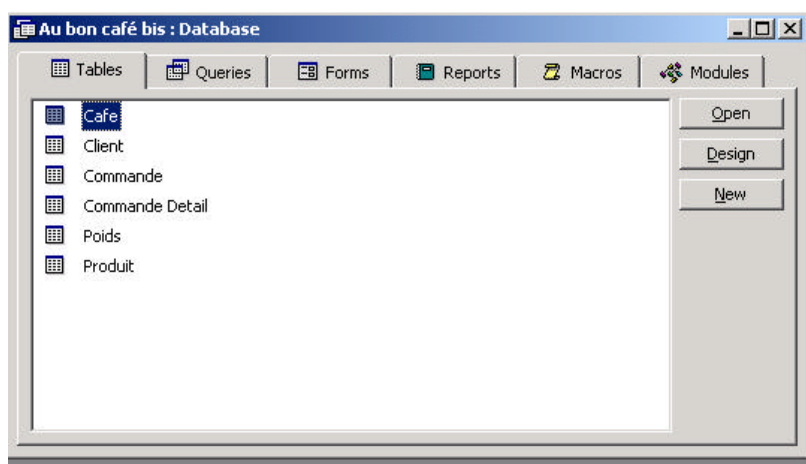 Au bon café bis : Database
Tables Queries Forms Reports Macros Modules
Cafe
Client
Commande
Commande Detail
Poids
Produit
Open
Design
New